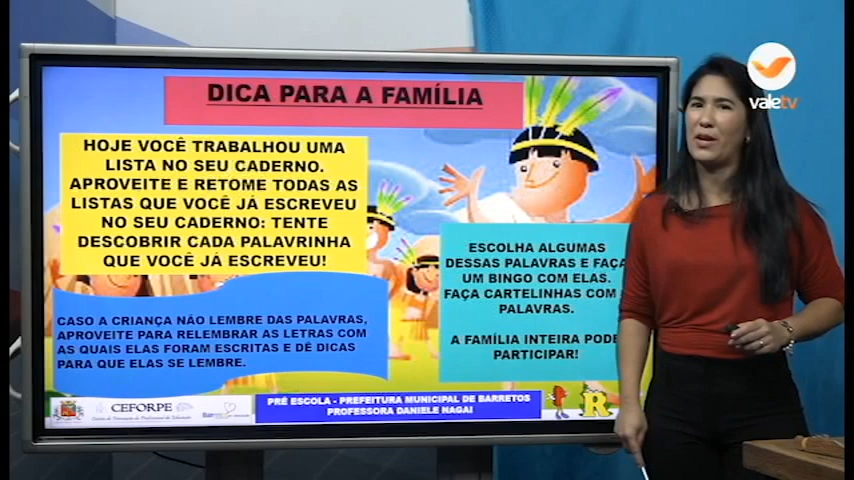 DICA PARA A FAMÍLIA
HOJE VOCÊ TRABALHOU UMA
LISTA NO SEU CADERNO.
APROVEITE E RETOME TODAS AS
LISTAS QUE VOCÊ JÁ ESCREVEU
NO SEU CADERNO: TENTE
DESCOBRIR CADA PALAVRINHA
QUE VOCÊ JÁ ESCREVEU!
CASO A CRIANÇA NÃO LEMBRE DAS PALAVRAS,
APROVEITE PARA RELEMBRAR AS LETRAS COM
AS QUAIS ELAS FORAM ESCRITAS E DÊ DICAS
PARA QUE ELAS SE LEMBRE.
ESCOLHA ALGUMAS
DESSAS PALAVRAS E FAÇA
UM BINGO COM ELAS.
FAÇA CARTELINHAS COM
PALAVRAS.
A FAMÍLIA INTEIRA PODE
PARTICIPAR!
CEFORPE
PRÉ ESCOLA - PREFEITURA MUNICIPAL DE BARRETOS
PROFESSORA DANIELE NAGAI
R
valetv